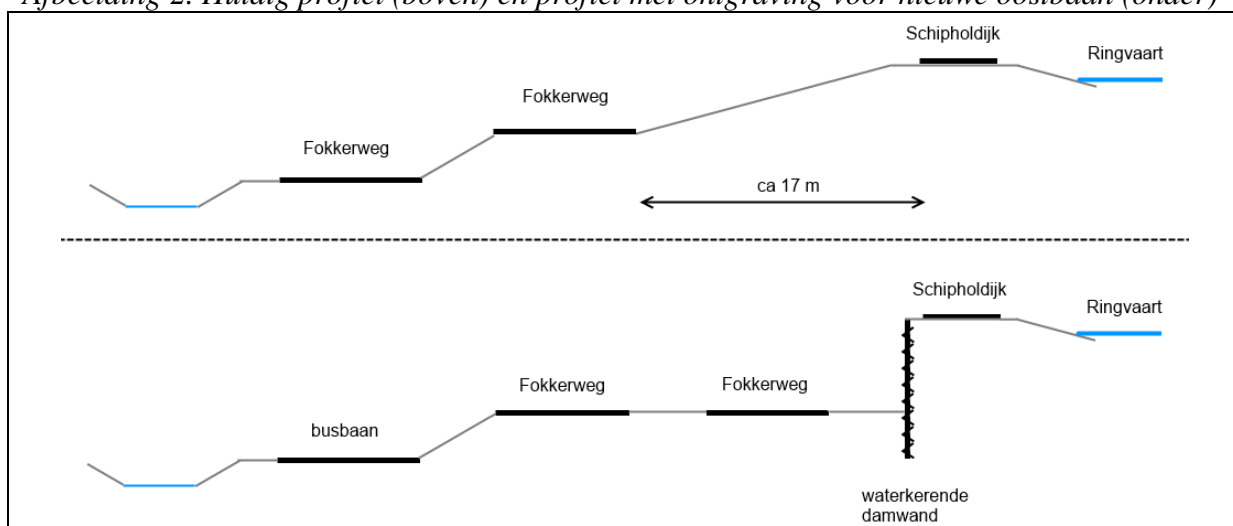 Afbeelding 2: Huidig profiel (boven) en profiel met ontgraving voor nieuwe oostbaan (onder)
Schipholdijk
Ringvaart
Fokkerweg
Fokkerweg
ca 17 m
Schipholdijk
Ringvaart
Fokkerweg
Fokkerweg
busbaan
waterkerende
damwand